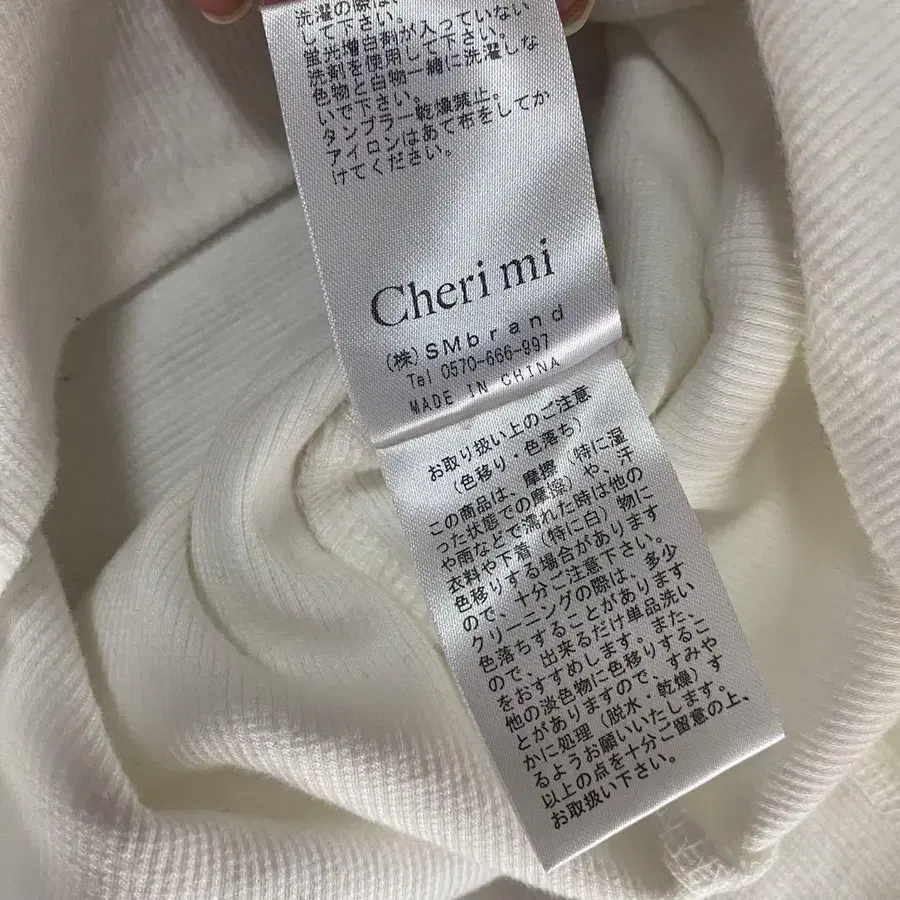 洗濯の際は、
して下さい。
蛍光増白剤が入っていない
洗剤を使用して下さい。
色物と白物一緒に洗濯しな
いで下さい。
タンブラー乾燥禁止。
アイロンはあて布をしてか
けてください。
Cheri mi
(株)SMbrand
Tel 0570-666-997
MADE IN CHINA
お取り扱い上のご注意
(色移り・色落ち)
この商品は、摩擦(特に湿
った状態での摩擦)や、汗
や雨などで濡れた時は他の
衣料や下着(特に白)物に
色移りする場合があります
ので、十分ご注意下さい。
クリーニングの際は、多少
色落ちすることがあります
ので、出来るだけ単品洗い
をおすすめします。また、
他の淡色物に色移りするこ
とがありますので、すみや
かに処理(脱水・乾燥)す
るようお願いいたします。
以上の点を十分ご留意の上、
お取扱い下さい。